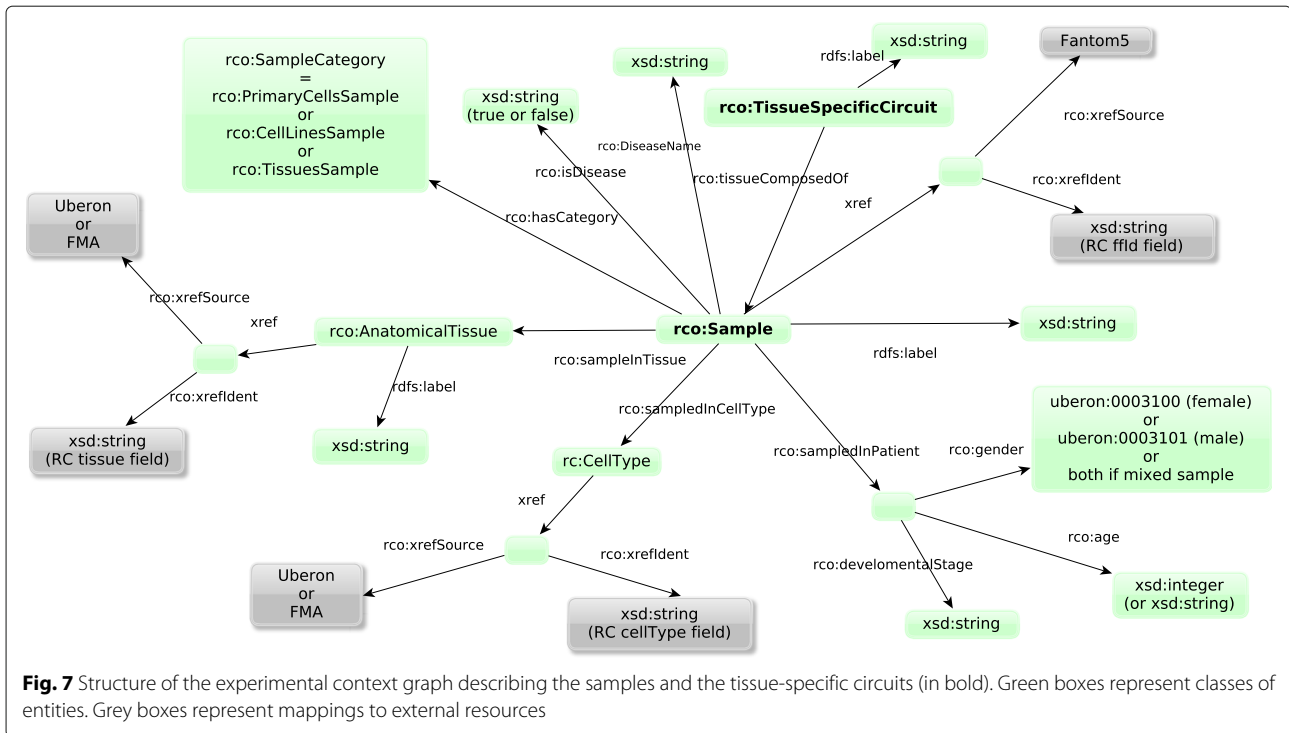 xsd:string
rdfs:label
Fantom5
rco:SampleCategory
=
rco:PrimaryCellsSample
or
rco:CellLinesSample
or
rco:TissuesSample
xsd:string
xsd:string
(true or false)
rco:TissueSpecificCircuit
rco:xrefSource
rco:DiseaseName
rco:isDisease
rco:tissueComposedOf
rco:xrefIdent
xref
rco:hasCategory
Uberon
or
FMA
xsd:string
(RC ffId field)
rco:xrefSource
xref
rco:AnatomicalTissue
rco:Sample
xsd:string
rco:sampleInTissue
rdfs:label
rdfs:label
rco:xrefIdent
rco:sampledInCellType
uberon:0003100 (female)
or
uberon:0003101 (male)
or
both if mixed sample
xsd:string
(RC tissue field)
xsd:string
rco:sampledInPatient
rco:gender
rc:CellType
xref
rco:age
rco:xrefSource
rco:xrefIdent
rco:develomentalStage
Uberon
or
FMA
xsd:integer
(or xsd:string)
xsd:string
(RC cellType field)
xsd:string
Fig. 7 Structure of the experimental context graph describing the samples and the tissue-specific circuits (in bold). Green boxes represent classes of
entities. Grey boxes represent mappings to external resources